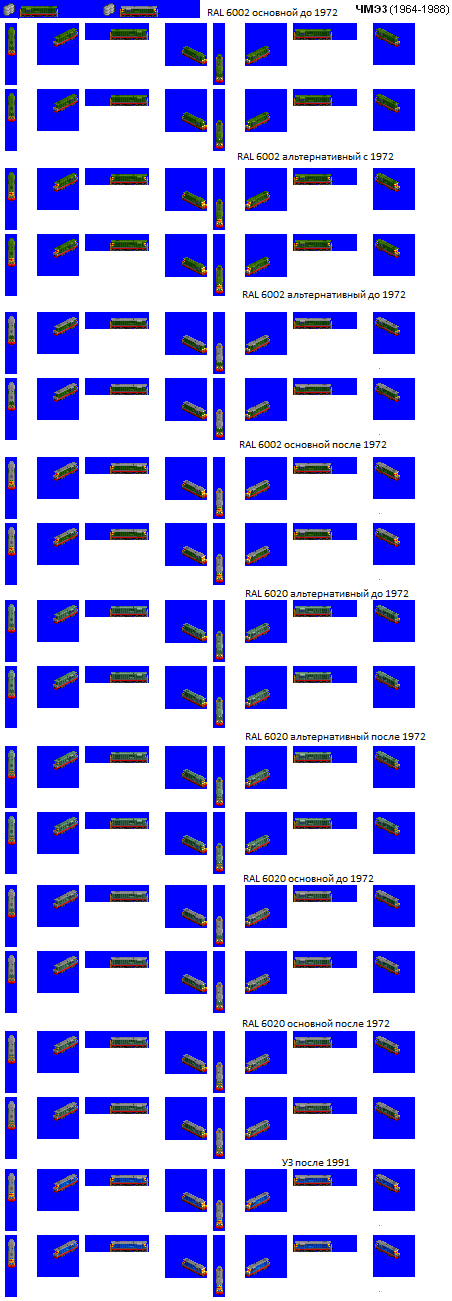 RAL 6002 основной до 1972
ЧМЭ3 (1964-1988)
RAL 6002 альтернативный с 1972
RAL 6002 альтернативный до 1972
RAL 6002 основной после 1972
RAL 6020 альтернативный до 1972
RAL 6020 альтернативный после 1972
RAL 6020 основной до 1972
RAL 6020 основной после 1972
УЗ после 1991